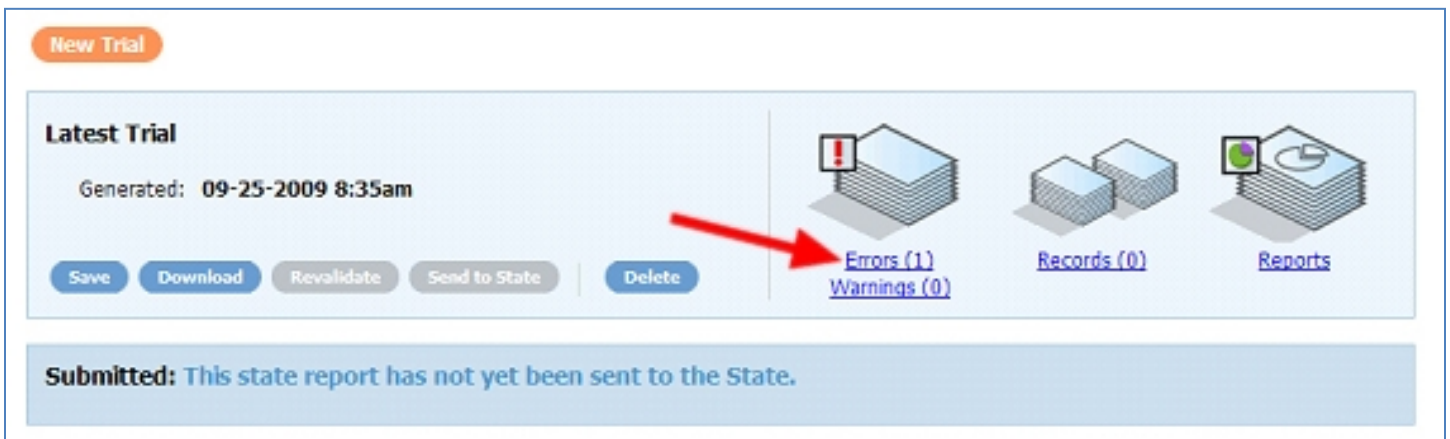 New Trial
Latest Trial
Generated: 09-25-2009 8:35am
Save Download Revalidate Send to State Delete
Errors (1)
Warnings (0)
Records (0)
Reports
Submitted: This state report has not yet been sent to the State.